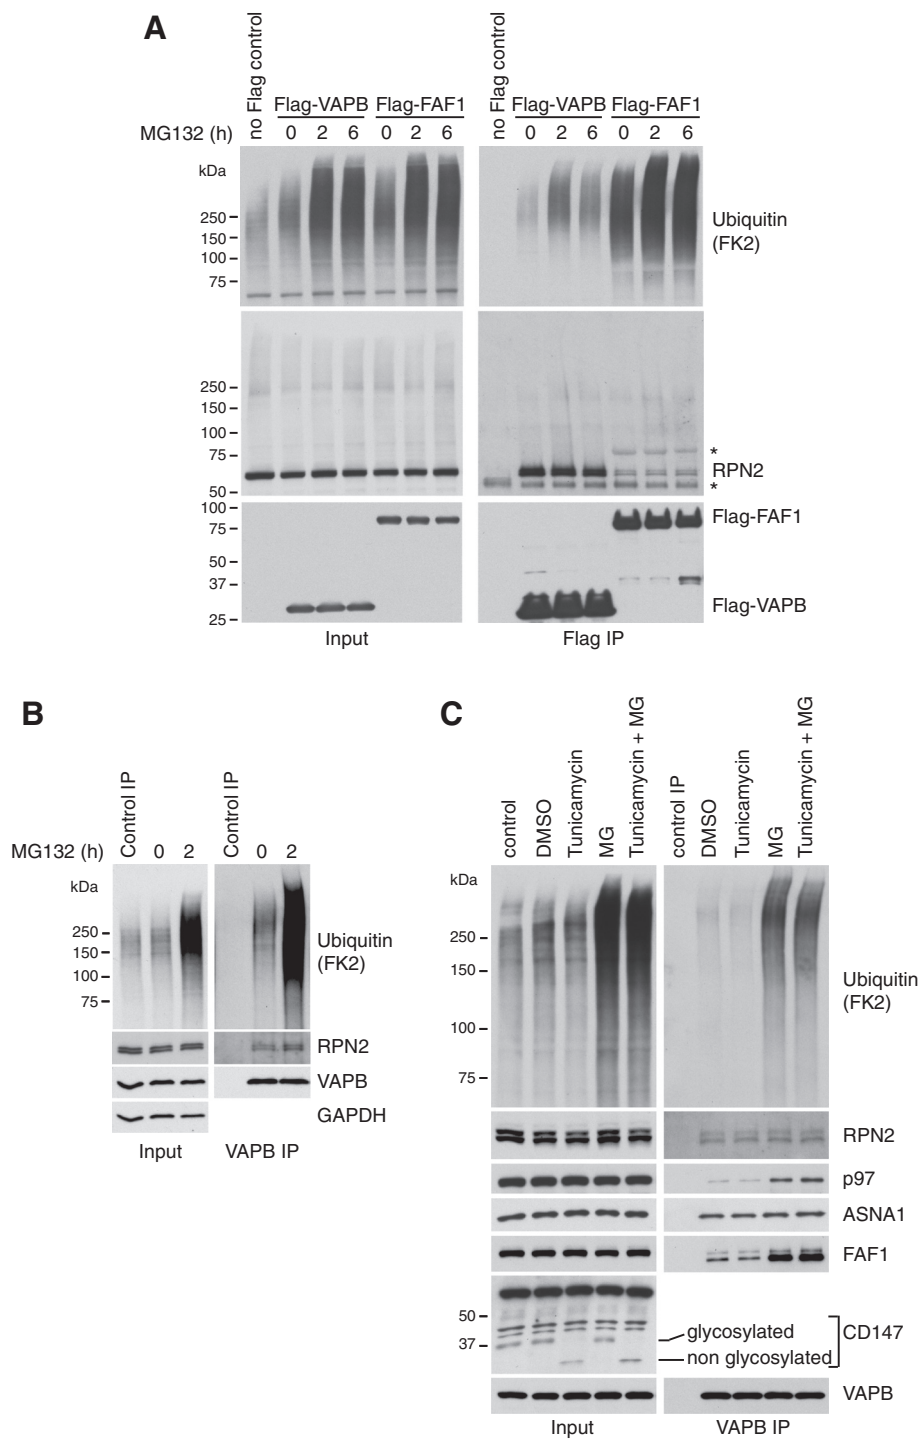 A
no Flag control
Flag-VAPB
Flag-FAF1
no Flag control
Flag-VAPB
Flag-FAF1
MG132 (h)
0 2 6 0 2 6
0 2 6 0 2 6
kDa
250
150
100
75
Ubiquitin
(FK2)
250
150
100
75
50
*
RPN2
*
100
75
50
37
25
Flag-FAF1
Flag-VAPB
Input
Flag IP
B
Control IP
Control IP
MG132 (h)
0 2
0 2
kDa
250
150
100
75
Ubiquitin
(FK2)
RPN2
VAPB
GAPDH
Input
VAPB IP
C
control
DMSO
Tunicamycin
MG
Tunicamycin + MG
control IP
DMSO
Tunicamycin
MG
Tunicamycin + MG
kDa
250
150
100
75
Ubiquitin
(FK2)
RPN2
p97
ASNA1
FAF1
50
37
glycosylated
non glycosylated
CD147
VAPB
Input
VAPB IP